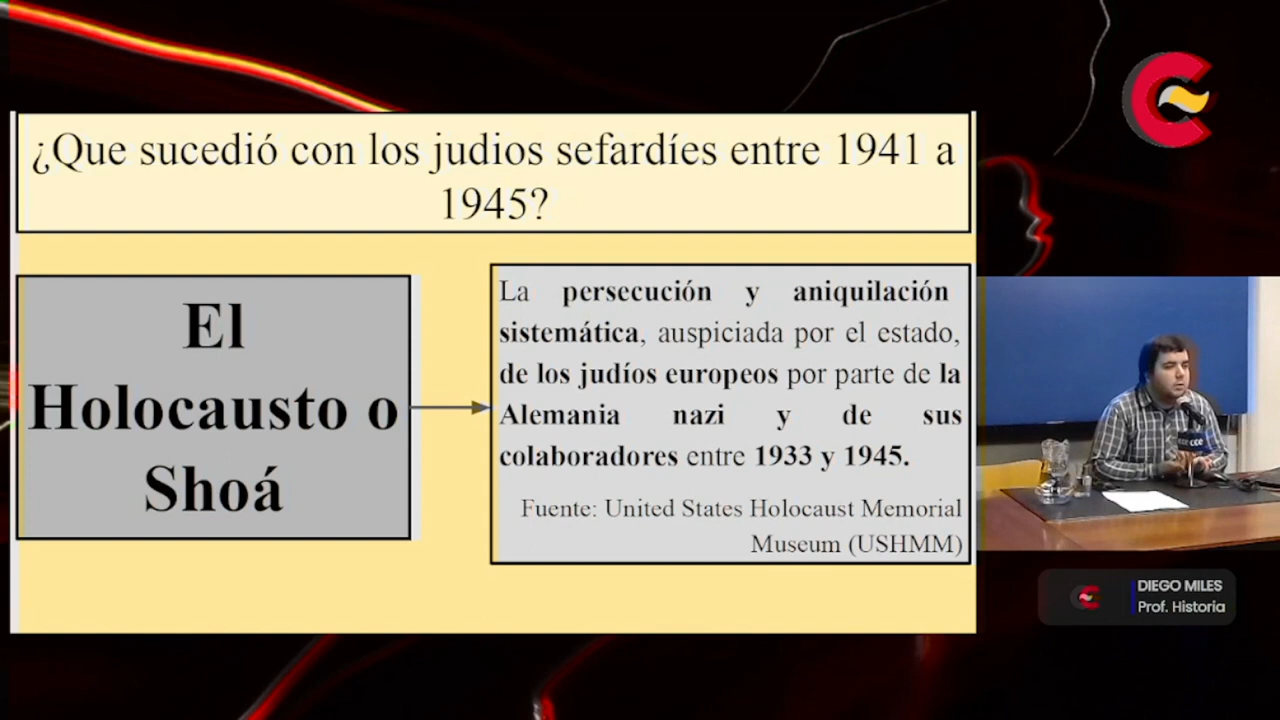 ¿Que sucedió con los judios sefardíes entre 1941 a
1945?
El
Holocausto o
Shoá
La persecución y aniquilación
sistemática, auspiciada por el estado,
de los judíos europeos por parte de la
Alemania nazi y de sus
colaboradores entre 1933 y 1945.
Fuente: United States Holocaust Memorial
Museum (USHMM)
cce
DIEGO MILES
Prof. Historia